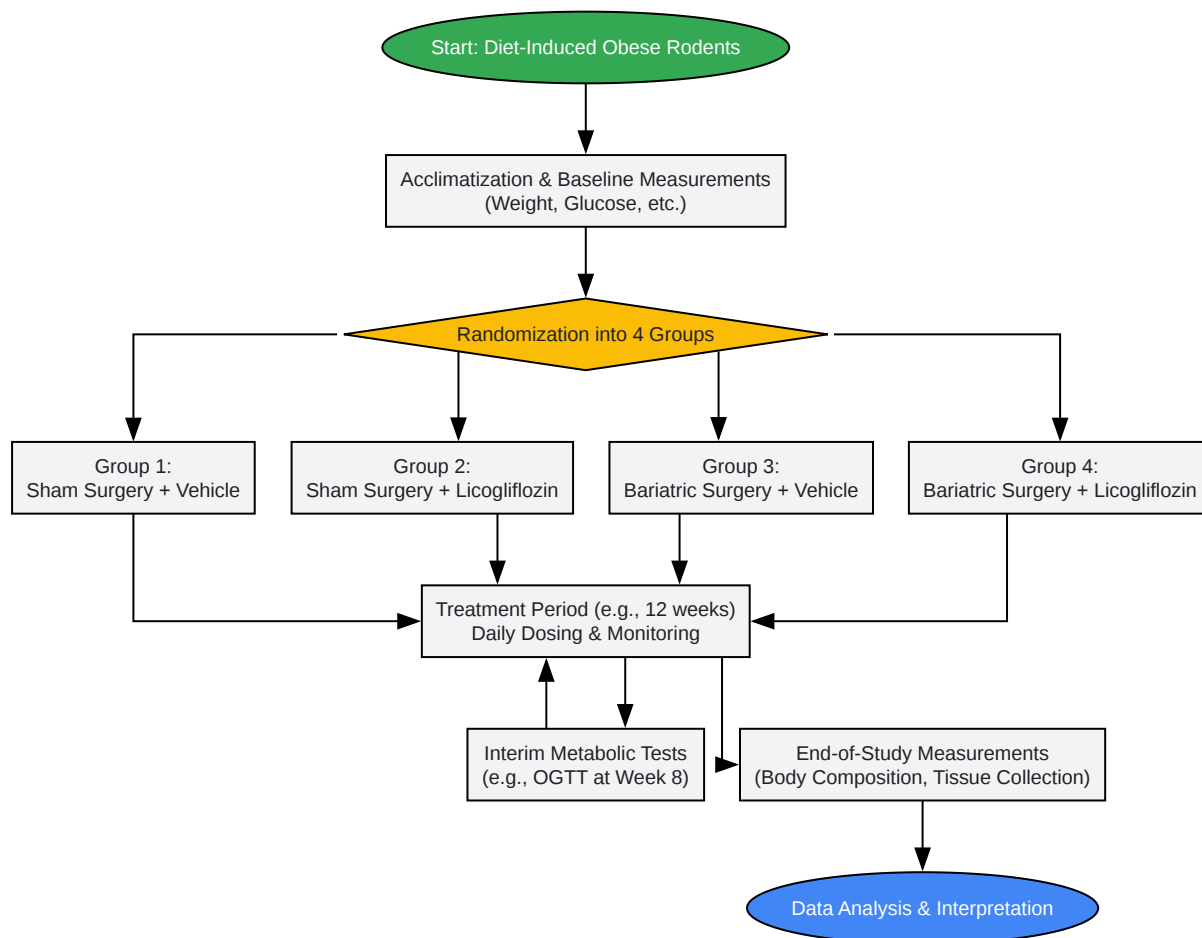 Start: Diet-Induced Obese Rodents
Acclimatization & Baseline Measurements
(Weight, Glucose, etc.)
Randomization into 4 Groups
Group 1:
Sham Surgery + Vehicle
Group 2:
Sham Surgery + Licogliflozin
Group 3:
Bariatric Surgery + Vehicle
Group 4:
Bariatric Surgery + Licogliflozin
Treatment Period (e.g., 12 weeks)
Daily Dosing & Monitoring
Interim Metabolic Tests
(e.g., OGTT at Week 8)
End-of-Study Measurements
(Body Composition, Tissue Collection)
Data Analysis & Interpretation